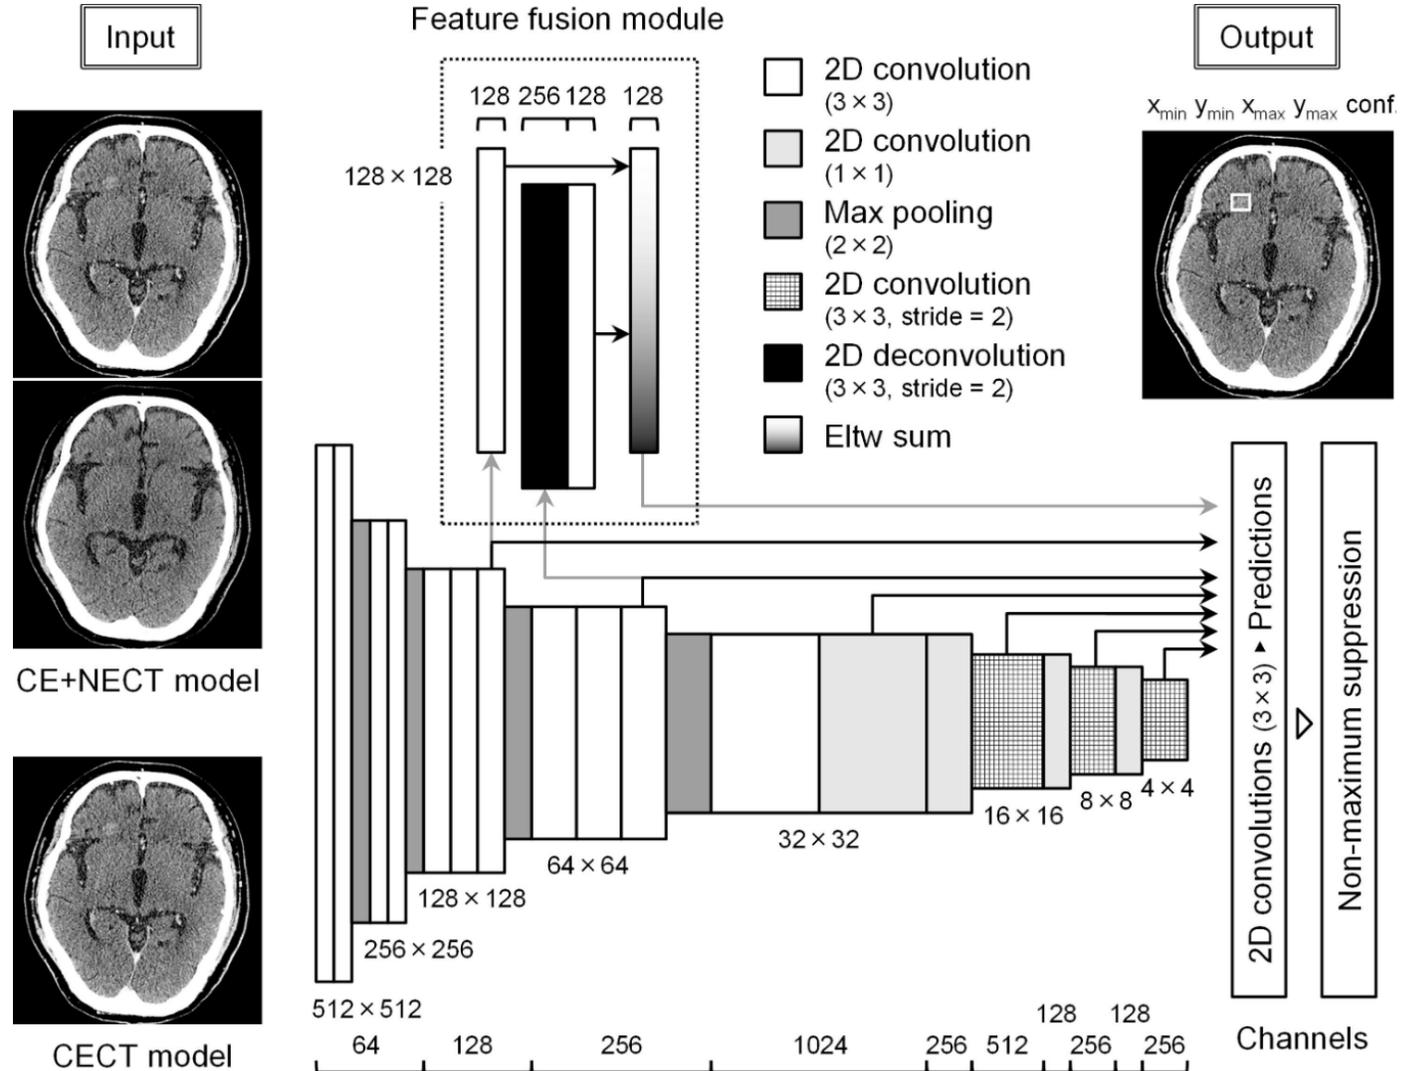 Input
Feature fusion module
Output
128 256 128 128
128 × 128
2D convolution
(3 × 3)
2D convolution
(1 × 1)
Max pooling
(2 × 2)
2D convolution
(3 × 3, stride = 2)
2D deconvolution
(3 × 3, stride = 2)
Eltw sum
xmin ymin xmax ymax conf.
CE+NECT model
CECT model
512 × 512
256 × 256
128 × 128
64 × 64
32 × 32
16 × 16
8 × 8
4 × 4
2D convolutions (3 × 3) ► Predictions
Non-maximum suppression
128 128
64 128 256 1024 256 512 256 256
Channels